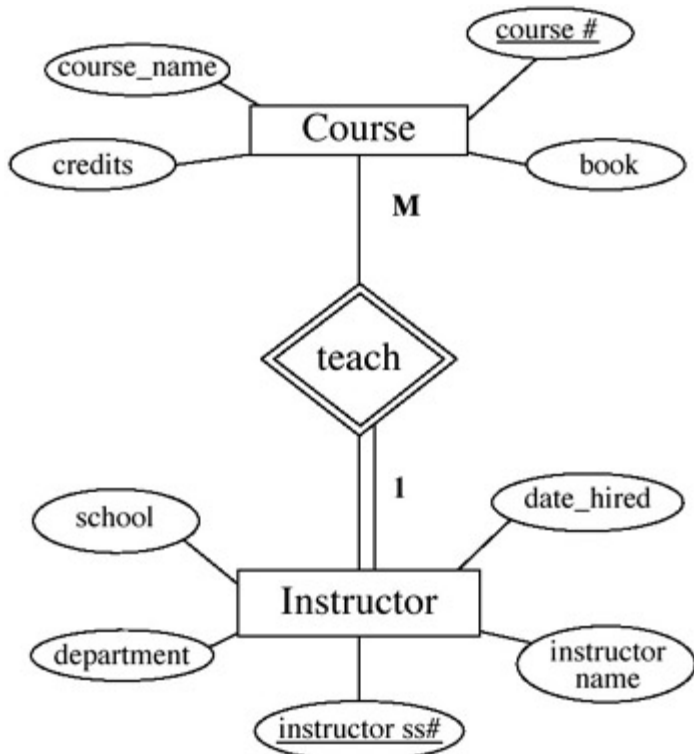 course #
course_name
Course
credits
book
M
teach
1
date_hired
school
Instructor
department
instructor
name
instructor ss#